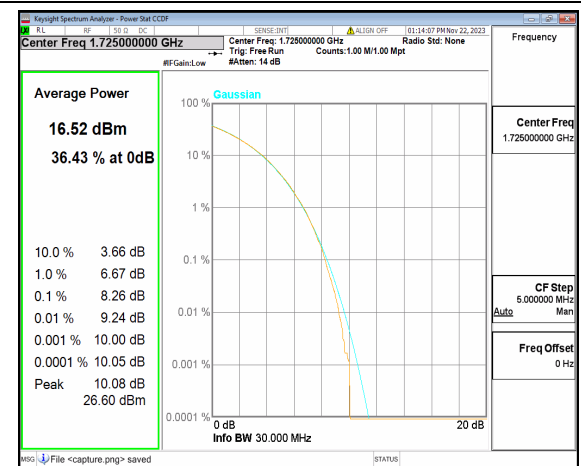 Keysight Spectrum Analyzer - Power Stat CCDF
RL RF 50 Ω DC SENSE:INT ALIGN OFF 01:14:07 PM Nov 22, 2023
Center Freq 1.725000000 GHz
Center Freq: 1.725000000 GHz Radio Std: None
Trig: Free Run Counts:1.00 M/1.00 Mpt
#IFGain:Low #Atten: 14 dB
Frequency
Average Power
16.52 dBm
36.43 % at 0dB
10.0 % 3.66 dB
1.0 % 6.67 dB
0.1 % 8.26 dB
0.01 % 9.24 dB
0.001 % 10.00 dB
0.0001 % 10.05 dB
Peak 10.08 dB
26.60 dBm
Gaussian
100 %
10 %
1 %
0.1 %
0.01 %
0.001 %
0.0001 %
0 dB 20 dB
Info BW 30.000 MHz
Center Freq
1.725000000 GHz
CF Step
5.000000 MHz
Auto Man
Freq Offset
0 Hz
MSG File <capture.png> saved STATUS